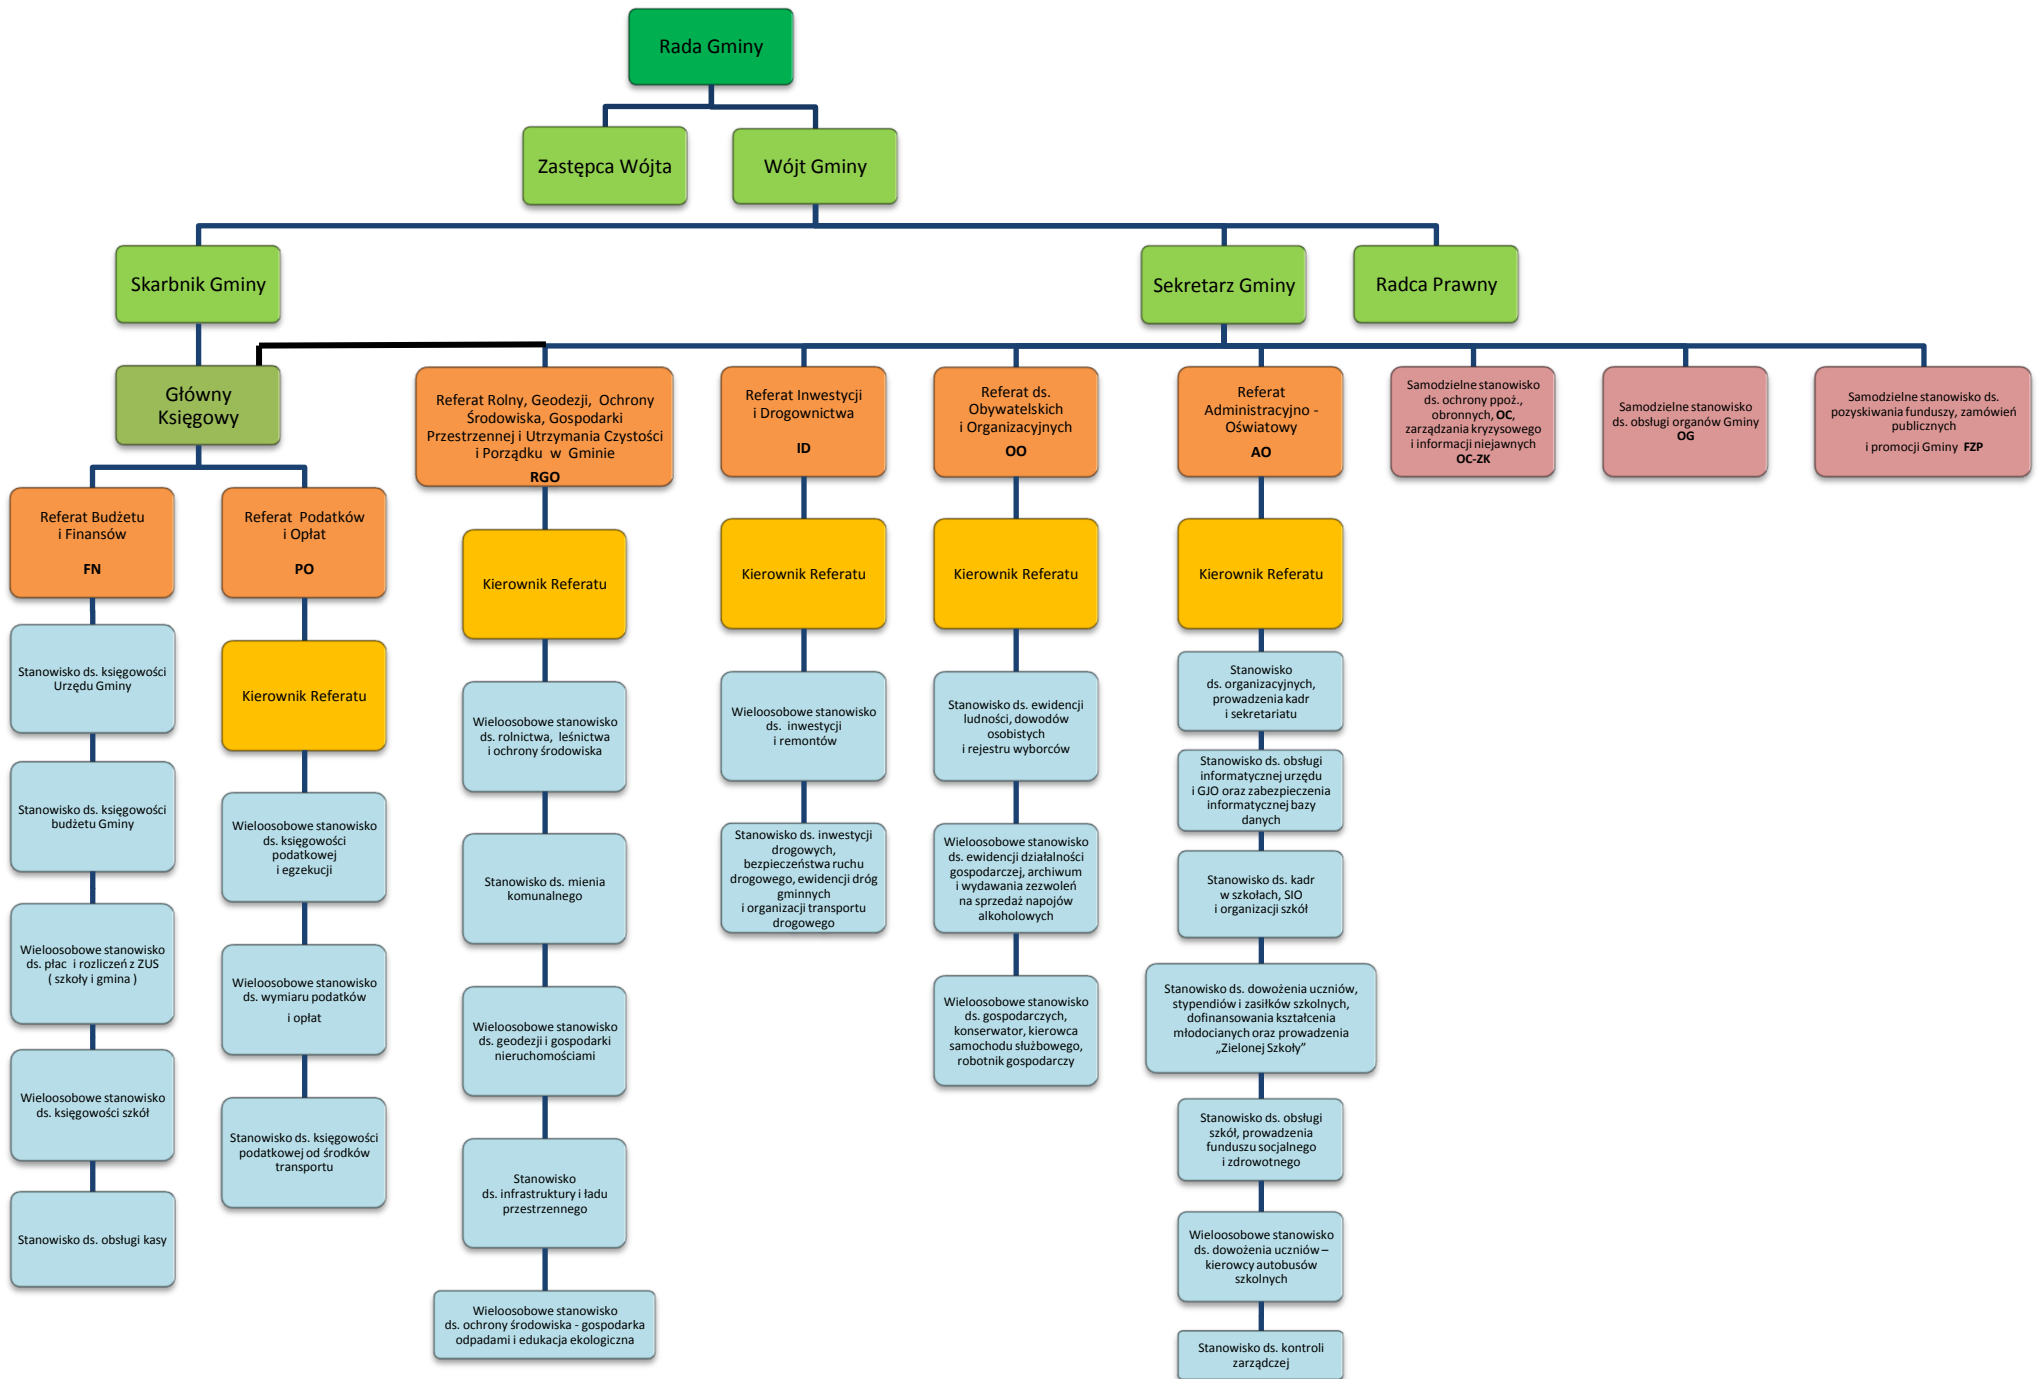 Rada Gminy
Zastępca Wójta
Wójt Gminy
Skarbnik Gminy
Sekretarz Gminy
Radca Prawny
Główny
Księgowy
Referat Budżetu
i Finansów
FN
Stanowisko ds. księgowości
Urzędu Gminy
Stanowisko ds. księgowości
budżetu Gminy
Wieloosobowe stanowisko
ds. płac i rozliczeń z ZUS
( szkoły i gmina )
Wieloosobowe stanowisko
ds. księgowości szkół
Stanowisko ds. obsługi kasy
Referat Podatków
i Opłat
PO
Kierownik Referatu
Wieloosobowe stanowisko
ds. księgowości
podatkowej
i egzekucji
Wieloosobowe stanowisko
ds. wymiaru podatków
i opłat
Stanowisko ds. księgowości
podatkowej od środków
transportu
Referat Rolny, Geodezji, Ochrony
Środowiska, Gospodarki
Przestrzennej i Utrzymania Czystości
i Porządku w Gminie
RGO
Kierownik Referatu
Wieloosobowe stanowisko
ds. rolnictwa, leśnictwa
i ochrony środowiska
Stanowisko ds. mienia
komunalnego
Wieloosobowe stanowisko
ds. geodezji i gospodarki
nieruchomościami
Stanowisko
ds. infrastruktury i ładu
przestrzennego
Wieloosobowe stanowisko
ds. ochrony środowiska - gospodarka
odpadami i edukacja ekologiczna
Referat Inwestycji
i Drogownictwa
ID
Kierownik Referatu
Wieloosobowe stanowisko
ds. inwestycji
i remontów
Stanowisko ds. inwestycji
drogowych,
bezpieczeństwa ruchu
drogowego, ewidencji dróg
gminnych
i organizacji transportu
drogowego
Referat ds.
Obywatelskich
i Organizacyjnych
OO
Kierownik Referatu
Stanowisko ds. ewidencji
ludności, dowodów
osobistych
i rejestru wyborców
Wieloosobowe stanowisko
ds. ewidencji działalności
gospodarczej, archiwum
i wydawania zezwoleń
na sprzedaż napojów
alkoholowych
Wieloosobowe stanowisko
ds. gospodarczych,
konserwator, kierowca
samochodu służbowego,
robotnik gospodarczy
Referat
Administracyjno -
Oświatowy
AO
Kierownik Referatu
Stanowisko
ds. organizacyjnych,
prowadzenia kadr
i sekretariatu
Stanowisko ds. obsługi
informatycznej urzędu
i GJO oraz zabezpieczenia
informatycznej bazy
danych
Stanowisko ds. kadr
w szkołach, SIO
i organizacji szkół
Stanowisko ds. dowożenia uczniów,
stypendiów i zasiłków szkolnych,
dofinansowania kształcenia
młodocianych oraz prowadzenia
„Zielonej Szkoły”
Stanowisko ds. obsługi
szkół, prowadzenia
funduszu socjalnego
i zdrowotnego
Wieloosobowe stanowisko
ds. dowożenia uczniów –
kierowcy autobusów
szkolnych
Stanowisko ds. kontroli
zarządczej
Samodzielne stanowisko
ds. ochrony ppoż.,
obronnych, OC,
zarządzania kryzysowego
i informacji niejawnych
OC-ZK
Samodzielne stanowisko
ds. obsługi organów Gminy
OG
Samodzielne stanowisko ds.
pozyskiwania funduszy, zamówień
publicznych
i promocji Gminy FZP